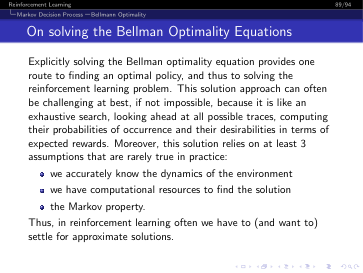 Reinforcement Learning 89/94
Markov Decision Process —Bellmann Optimality
On solving the Bellman Optimality Equations
Explicitly solving the Bellman optimality equation provides one
route to finding an optimal policy, and thus to solving the
reinforcement learning problem. This solution approach can often
be challenging at best, if not impossible, because it is like an
exhaustive search, looking ahead at all possible traces, computing
their probabilities of occurrence and their desirabilities in terms of
expected rewards. Moreover, this solution relies on at least 3
assumptions that are rarely true in practice:
we accurately know the dynamics of the environment
we have computational resources to find the solution
the Markov property.
Thus, in reinforcement learning often we have to (and want to)
settle for approximate solutions.